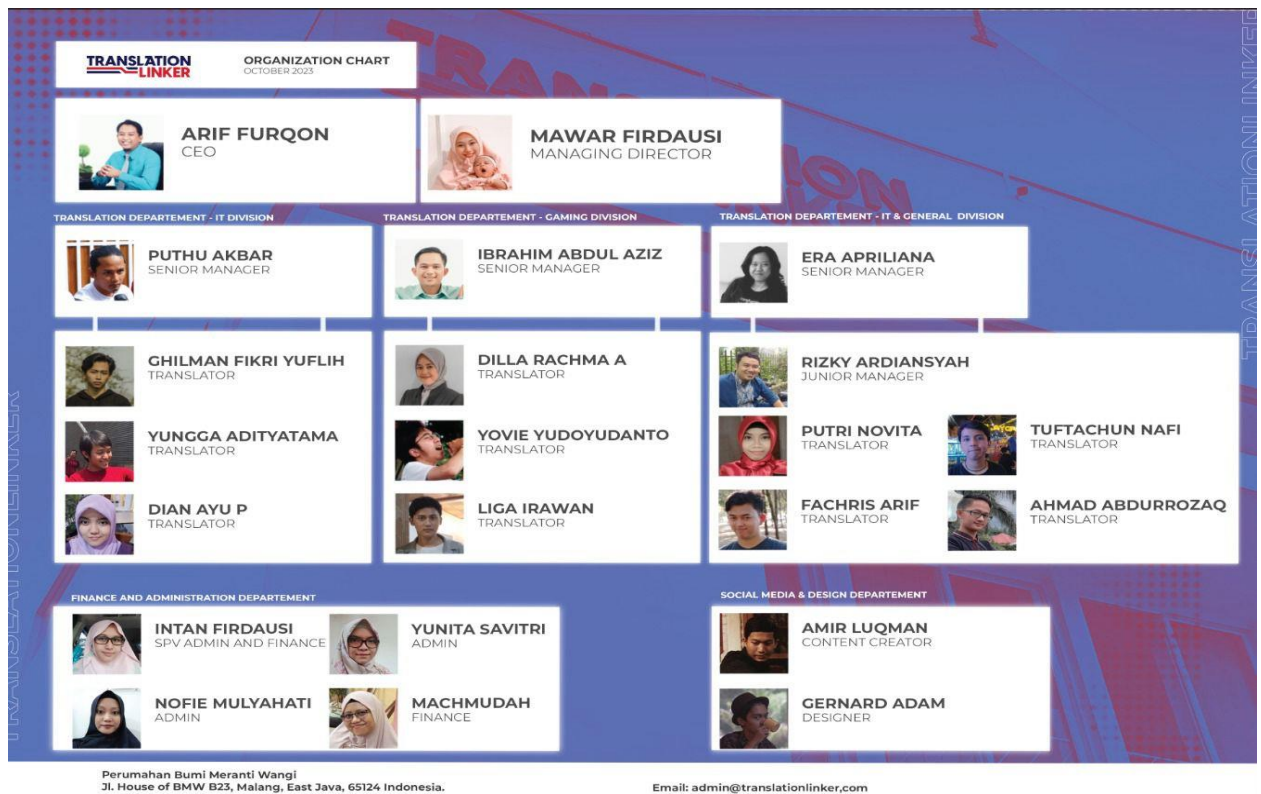 TRANSLATION
LINKER
ORGANIZATION CHART
OCTOBER 2023
ARIF FURQON
CEO
MAWAR FIRDAUSI
MANAGING DIRECTOR
TRANSLATION DEPARTEMENT - IT DIVISION
PUTHU AKBAR
SENIOR MANAGER
GHILMAN FIKRI YUFLIH
TRANSLATOR
YUNGGA ADITYATAMA
TRANSLATOR
DIAN AYU P
TRANSLATOR
TRANSLATION DEPARTEMENT - GAMING DIVISION
IBRAHIM ABDUL AZIZ
SENIOR MANAGER
DILLA RACHMA A
TRANSLATOR
YOVIE YUDOYUDANTO
TRANSLATOR
LIGA IRAWAN
TRANSLATOR
TRANSLATION DEPARTEMENT - IT & GENERAL DIVISION
ERA APRILIANA
SENIOR MANAGER
RIZKY ARDIANSYAH
JUNIOR MANAGER
PUTRI NOVITA
TRANSLATOR
TUFTACHUN NAFI
TRANSLATOR
FACHRIS ARIF
TRANSLATOR
AHMAD ABDURROZAQ
TRANSLATOR
FINANCE AND ADMINISTRATION DEPARTEMENT
INTAN FIRDAUSI
SPV ADMIN AND FINANCE
YUNITA SAVITRI
ADMIN
NOFIE MULYAHATI
ADMIN
MACHMUDAH
FINANCE
SOCIAL MEDIA & DESIGN DEPARTEMENT
AMIR LUQMAN
CONTENT CREATOR
GERNARD ADAM
DESIGNER
Perumahan Bumi Meranti Wangi
Jl. House of BMW B23, Malang, East Java, 65124 Indonesia.
Email: admin@translationlinker,com
TRANSLATIONLINKER
TRANSLATIONLINKER